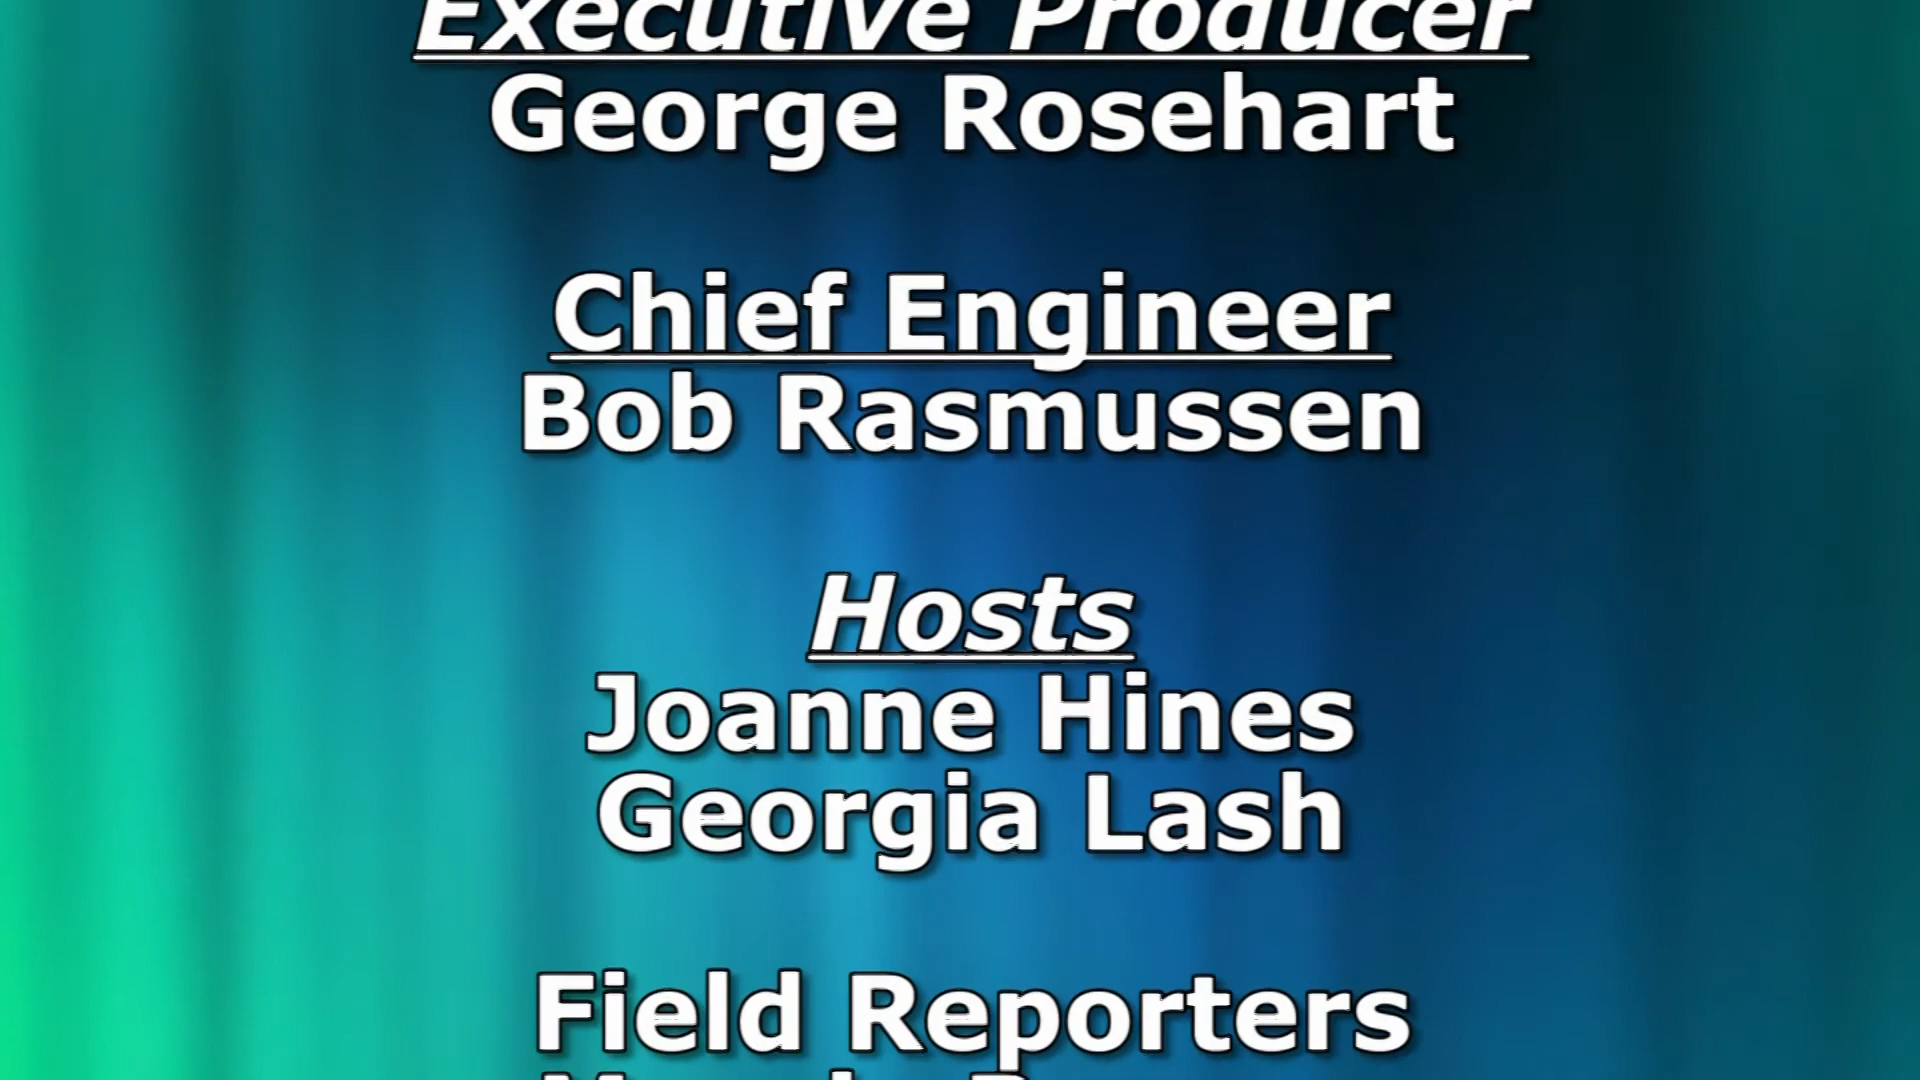 Executive Producer
George Rosehart
Chief Engineer
Bob Rasmussen
Hosts
Joanne Hines
Georgia Lash
Field Reporters